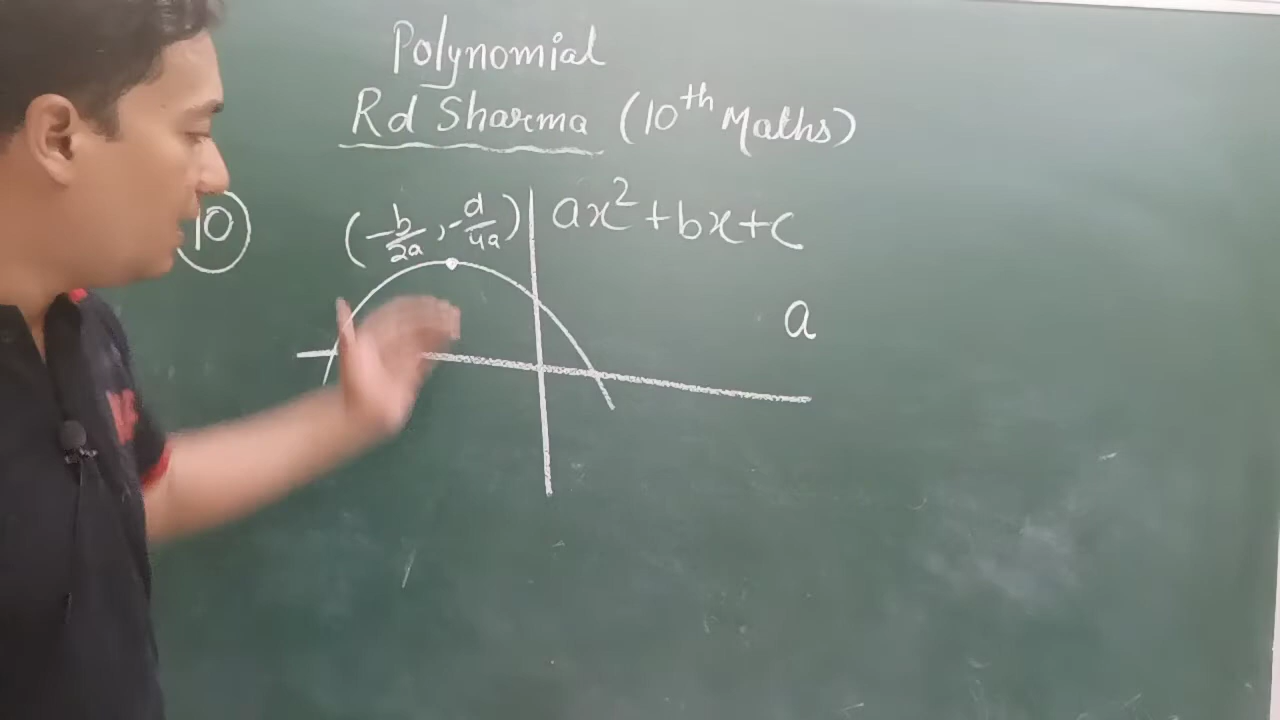 Polynomial
Rd Sharma (10th Maths)
10
(-b/2a, -d/4a)
ax²+bx+c
a